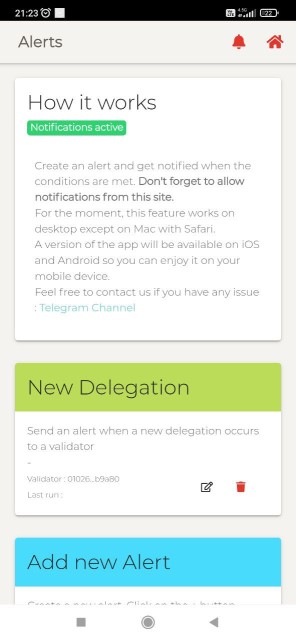 21:23
4.5G
22
Alerts
How it works
Notifications active
Create an alert and get notified when the
conditions are met. Don't forget to allow
notifications from this site.
For the moment, this feature works on
desktop except on Mac with Safari.
A version of the app will be available on iOS
and Android so you can enjoy it on your
mobile device.
Feel free to contact us if you have any issue
: Telegram Channel
New Delegation
Send an alert when a new delegation occurs
to a validator
-
Validator : 01026...b9a80
Last run :
Add new Alert